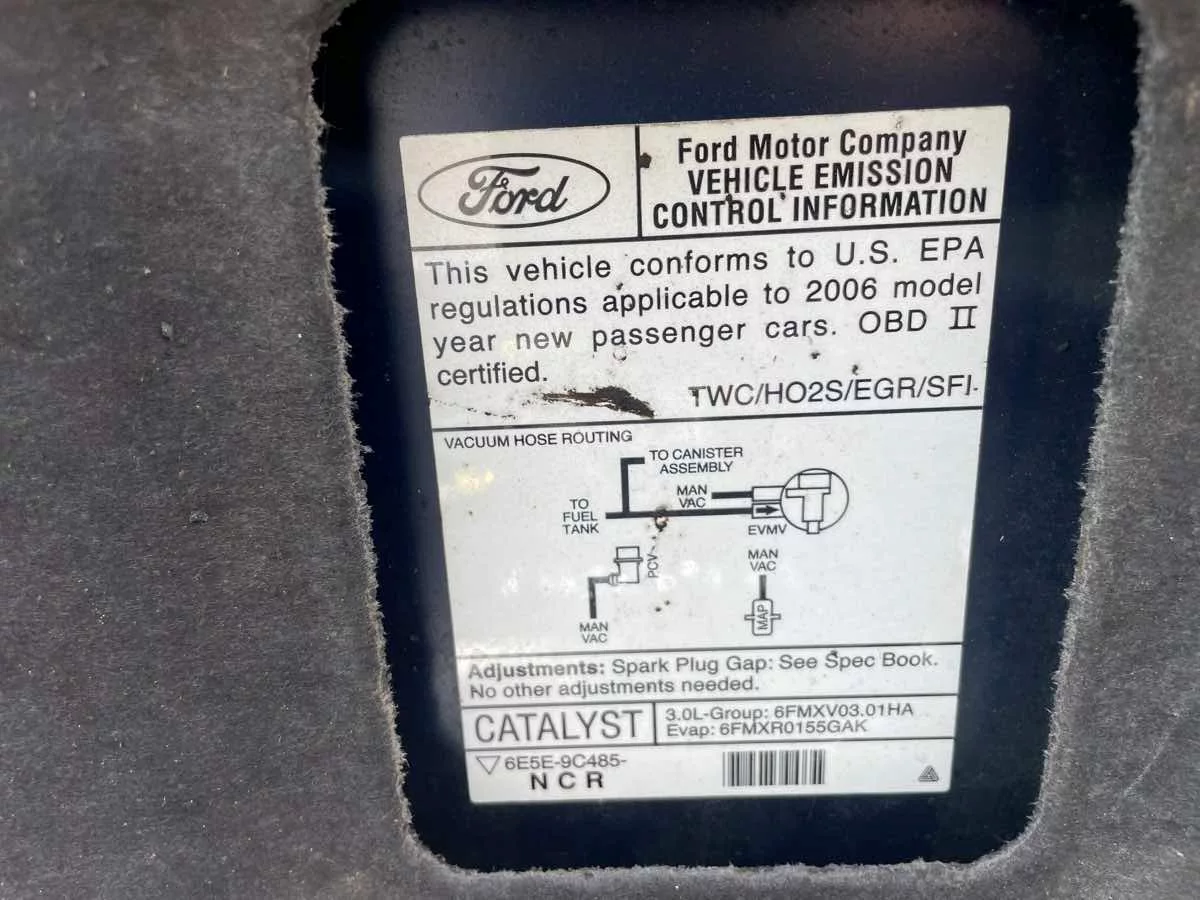 Ford
Ford Motor Company
VEHICLE EMISSION
CONTROL INFORMATION
This vehicle conforms to U.S. EPA
regulations applicable to 2006 model
year new passenger cars. OBD II
certified.
TWC/HO2S/EGR/SFI
VACUUM HOSE ROUTING
TO CANISTER
ASSEMBLY
MAN
VAC
TO
FUEL
TANK
EVMV
PCV
MAN
VAC
MAN
VAC
MAP
Adjustments: Spark Plug Gap: See Spec Book.
No other adjustments needed.
CATALYST
3.0L-Group: 6FMXV03.01HA
Evap: 6FMXR0155GAK
6E5E-9C485-
NCR